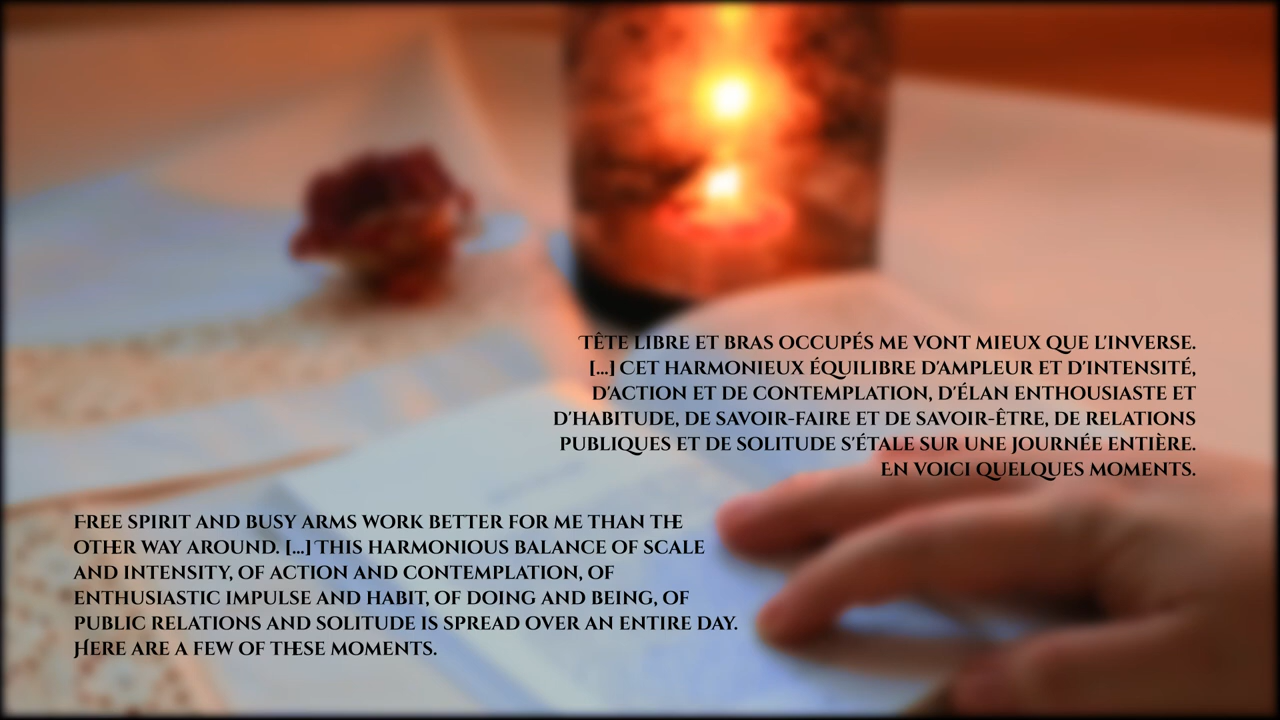 TÊTE LIBRE ET BRAS OCCUPÉS ME VONT MIEUX QUE L'INVERSE.
[...] CET HARMONIEUX ÉQUILIBRE D'AMPLEUR ET D'INTENSITÉ,
D'ACTION ET DE CONTEMPLATION, D'ÉLAN ENTHOUSIASTE ET
D'HABITUDE, DE SAVOIR-FAIRE ET DE SAVOIR-ÊTRE, DE RELATIONS
PUBLIQUES ET DE SOLITUDE S'ÉTALE SUR UNE JOURNÉE ENTIÈRE.
EN VOICI QUELQUES MOMENTS.
FREE SPIRIT AND BUSY ARMS WORK BETTER FOR ME THAN THE
OTHER WAY AROUND. [...] THIS HARMONIOUS BALANCE OF SCALE
AND INTENSITY, OF ACTION AND CONTEMPLATION, OF
ENTHUSIASTIC IMPULSE AND HABIT, OF DOING AND BEING, OF
PUBLIC RELATIONS AND SOLITUDE IS SPREAD OVER AN ENTIRE DAY.
HERE ARE A FEW OF THESE MOMENTS.